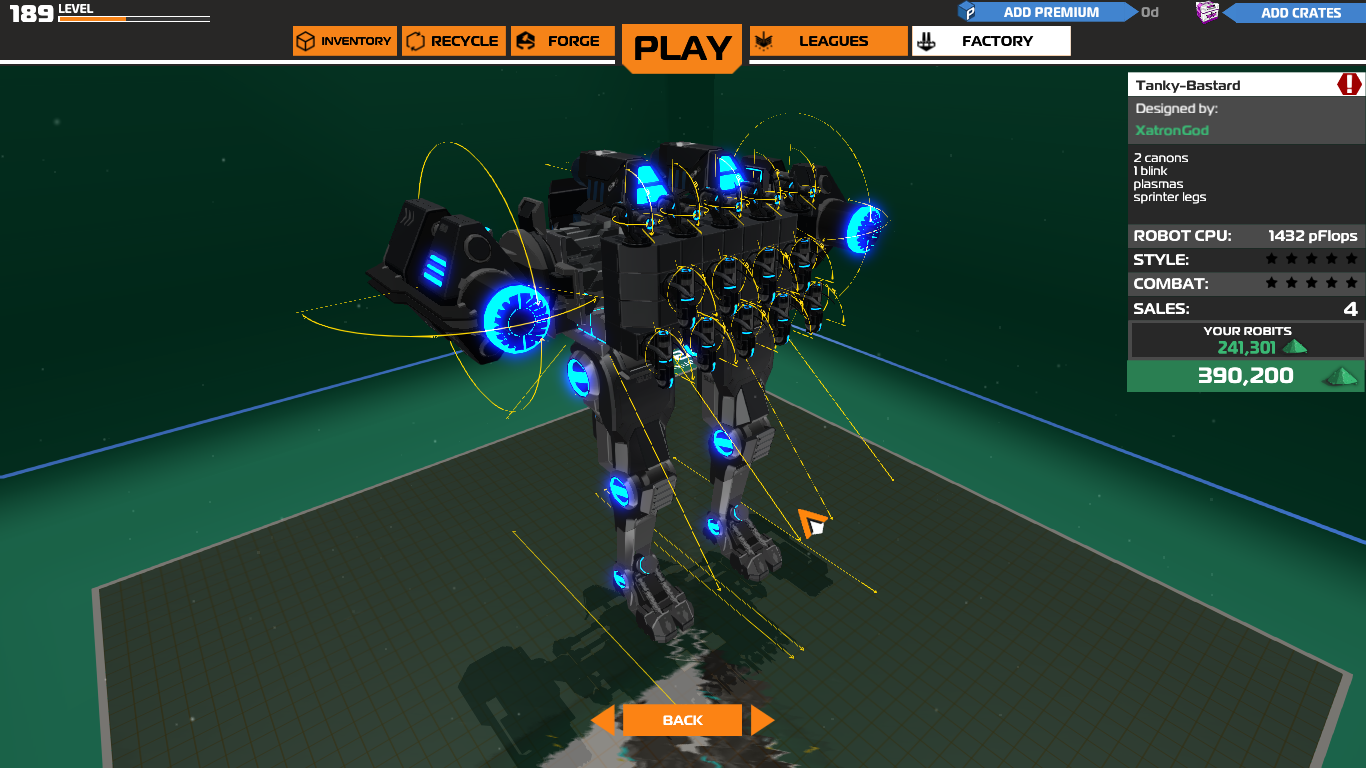 189 LEVEL
ADD PREMIUM 0d
ADD CRATES
INVENTORY
RECYCLE
FORGE
PLAY
LEAGUES
FACTORY
Tanky-Bastard
Designed by:
XatronGod
2 canons
1 blink
plasmas
sprinter legs
ROBOT CPU: 1432 pFlops
STYLE:
COMBAT:
SALES: 4
YOUR ROBITS
241,301
390,200
BACK